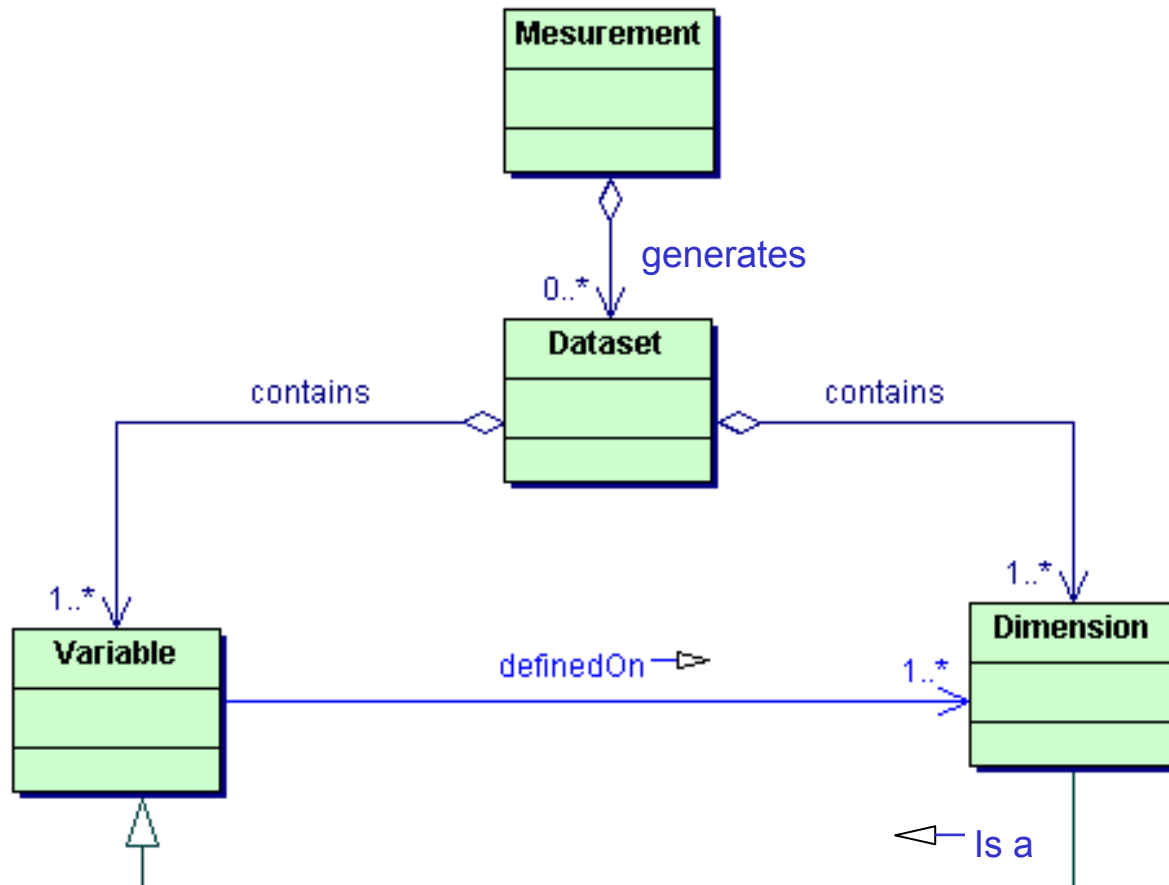 Mesurement
generates
0..*
Dataset
contains
contains
1..*
1..*
Variable
Dimension
definedOn
1..*
Is a